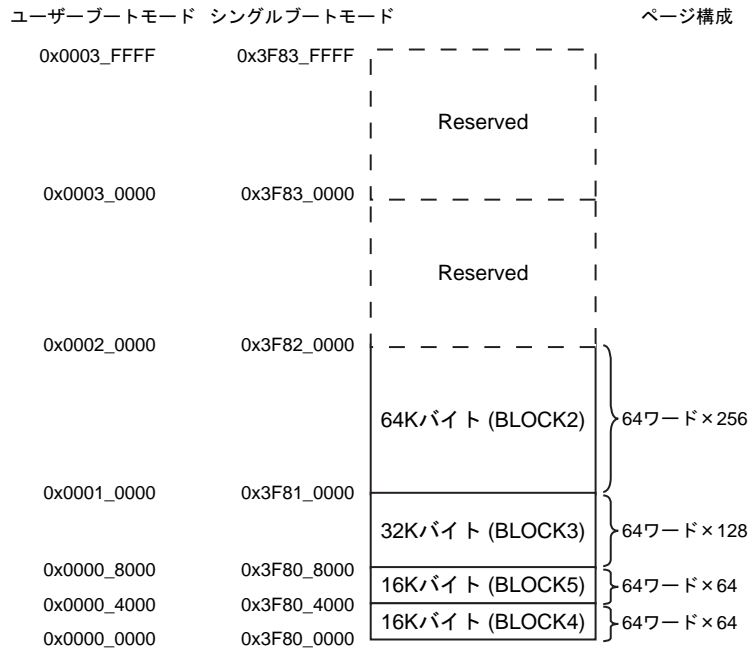 ユーザーブートモード シングルブートモード ページ構成
0x0003_FFFF 0x3F83_FFFF
Reserved
0x0003_0000 0x3F83_0000
Reserved
0x0002_0000 0x3F82_0000
64Kバイト (BLOCK2) 64ワード×256
0x0001_0000 0x3F81_0000
32Kバイト (BLOCK3) 64ワード×128
0x0000_8000 0x3F80_8000
16Kバイト (BLOCK5) 64ワード×64
0x0000_4000 0x3F80_4000
16Kバイト (BLOCK4) 64ワード×64
0x0000_0000 0x3F80_0000